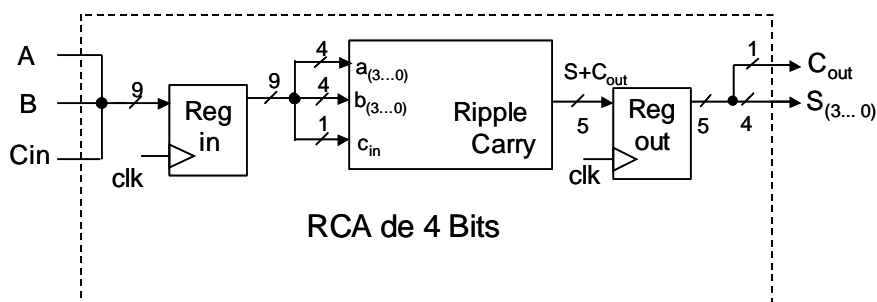 A
B
Cin
9
clk
Reg
in
9
4
4
1
a(3...0)
b(3...0)
cin
Ripple
Carry
S+Cout
5
clk
Reg
out
5
1
4
Cout
S(3... 0)
RCA de 4 Bits